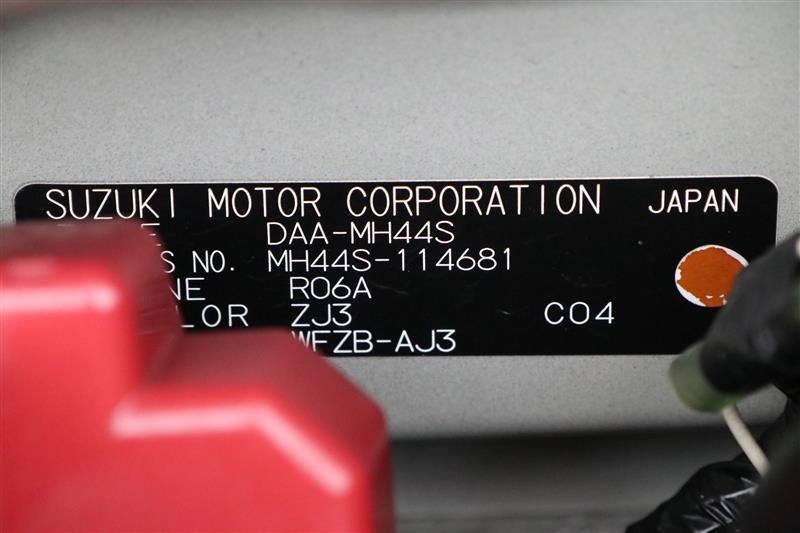 SUZUKI MOTOR CORPORATION JAPAN
DAA-MH44S
S NO. MH44S-114681
NE R06A
LOR ZJ3 C04
WFZB-AJ3